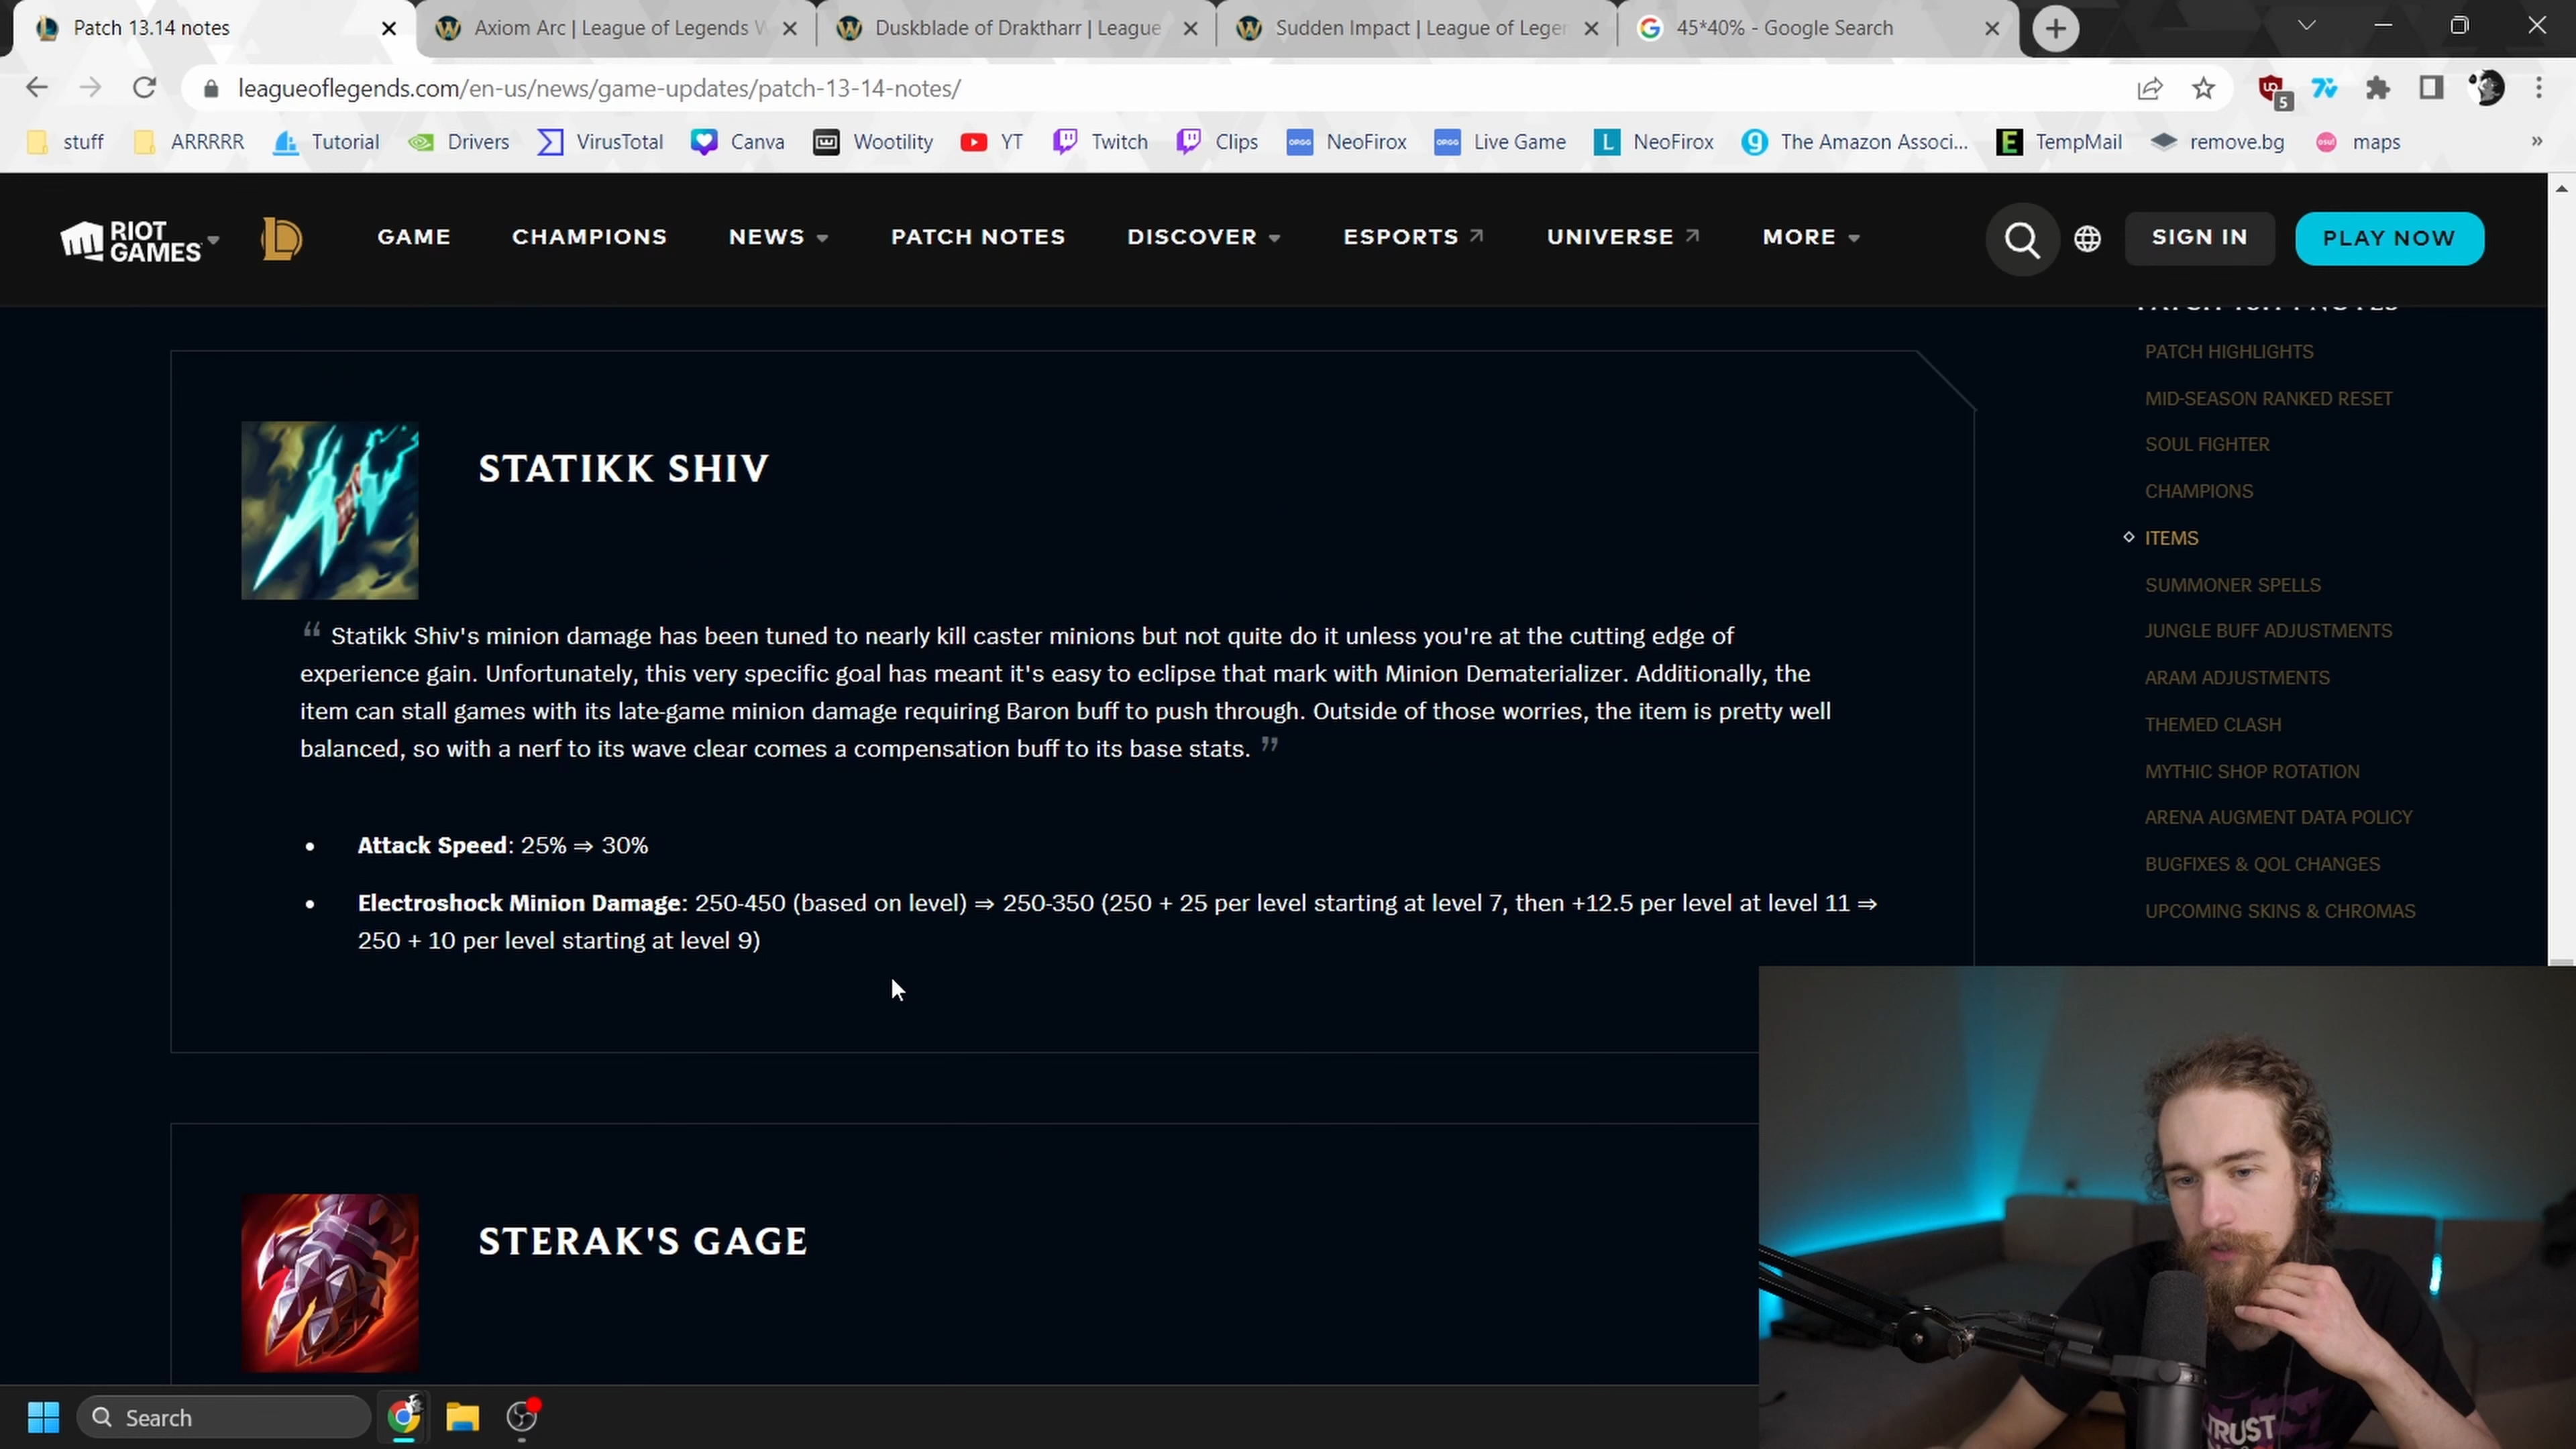 Patch 13.14 notes
Axiom Arc | League of Legends W
Duskblade of Draktharr | League
Sudden Impact | League of Leger
45*40% - Google Search
leagueoflegends.com/en-us/news/game-updates/patch-13-14-notes/
5
stuff
ARRRRR
Tutorial
Drivers
VirusTotal
Canva
Wootility
YT
Twitch
Clips
OP.GG NeoFirox
OP.GG Live Game
L NeoFirox
The Amazon Associ...
E TempMail
remove.bg
osu! maps
»
RIOT GAMES
GAME
CHAMPIONS
NEWS
PATCH NOTES
DISCOVER
ESPORTS
UNIVERSE
MORE
SIGN IN
PLAY NOW
STATIKK SHIV
“ Statikk Shiv's minion damage has been tuned to nearly kill caster minions but not quite do it unless you're at the cutting edge of
experience gain. Unfortunately, this very specific goal has meant it's easy to eclipse that mark with Minion Dematerializer. Additionally, the
item can stall games with its late-game minion damage requiring Baron buff to push through. Outside of those worries, the item is pretty well
balanced, so with a nerf to its wave clear comes a compensation buff to its base stats. ”
• Attack Speed: 25% ⇒ 30%
• Electroshock Minion Damage: 250-450 (based on level) ⇒ 250-350 (250 + 25 per level starting at level 7, then +12.5 per level at level 11 ⇒
250 + 10 per level starting at level 9)
STERAK'S GAGE
PATCH HIGHLIGHTS
MID-SEASON RANKED RESET
SOUL FIGHTER
CHAMPIONS
ITEMS
SUMMONER SPELLS
JUNGLE BUFF ADJUSTMENTS
ARAM ADJUSTMENTS
THEMED CLASH
MYTHIC SHOP ROTATION
ARENA AUGMENT DATA POLICY
BUGFIXES & QOL CHANGES
UPCOMING SKINS & CHROMAS
TRUST
Search